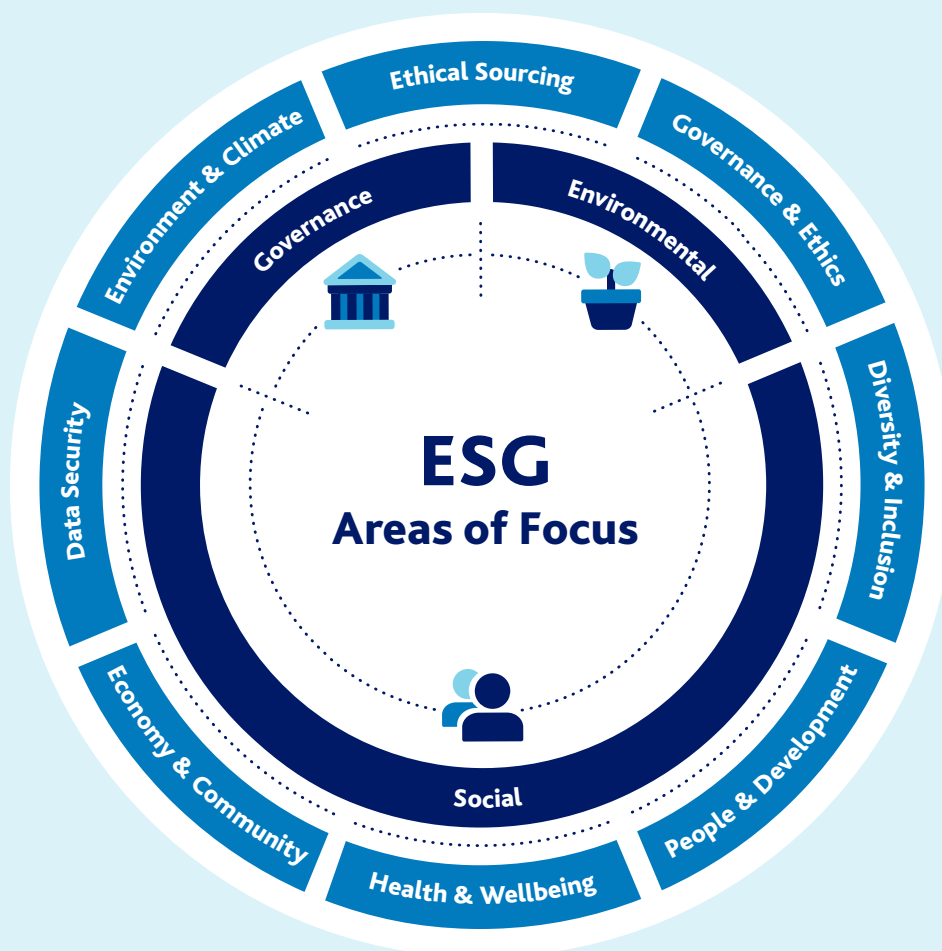 Ethical Sourcing
Governance & Ethics
Diversity & Inclusion
People & Development
Health & Wellbeing
Economy & Community
Data Security
Environment & Climate
Governance
Environmental
Social
ESG
Areas of Focus